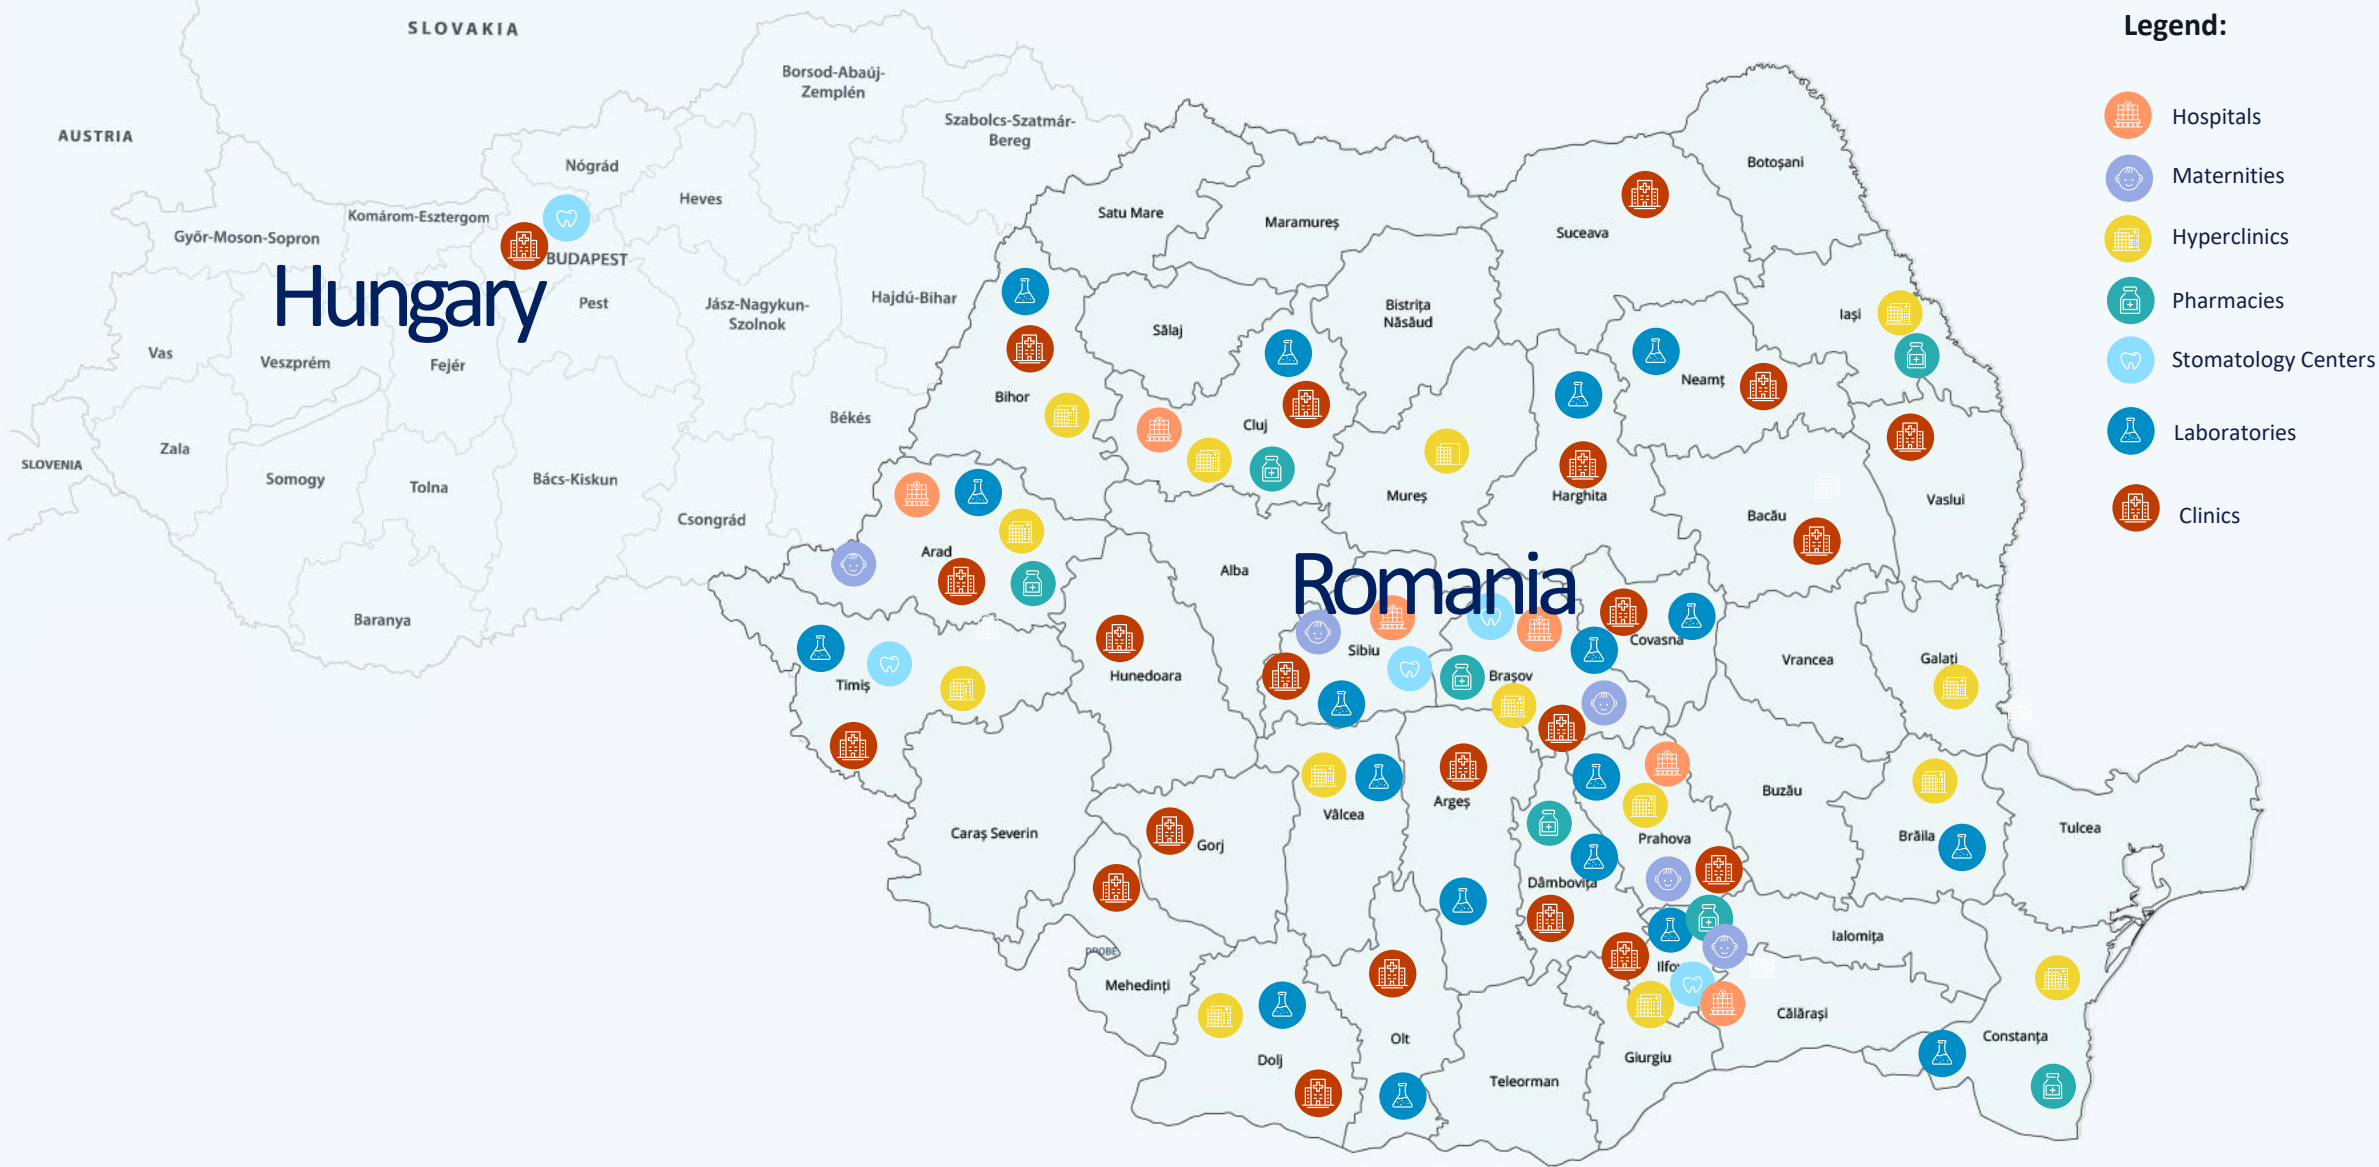 Legend:
Hospitals
Maternities
Hyperclinics
Pharmacies
Stomatology Centers
Laboratories
Clinics
SLOVAKIA
AUSTRIA
SLOVENIA
Hungary
Romania
Borsod-Abaúj-
Zemplén
Szabolcs-Szatmár-
Bereg
Nógrád
Heves
Komárom-Esztergom
Győr-Moson-Sopron
BUDAPEST
Pest
Jász-Nagykun-
Szolnok
Hajdú-Bihar
Vas
Veszprém
Fejér
Békés
Zala
Somogy
Tolna
Bács-Kiskun
Csongrád
Baranya
Botoșani
Satu Mare
Maramureș
Suceava
Bistrița
Năsăud
Iași
Sălaj
Neamț
Bihor
Cluj
Mureș
Harghita
Bacău
Vaslui
Arad
Alba
Sibiu
Brașov
Covasna
Vrancea
Galați
Timiș
Hunedoara
Caraș Severin
Gorj
Vâlcea
Argeș
Dâmbovița
Prahova
Buzău
Brăila
Tulcea
Ialomița
Mehedinți
Dolj
Olt
Teleorman
Giurgiu
Călărași
Constanța